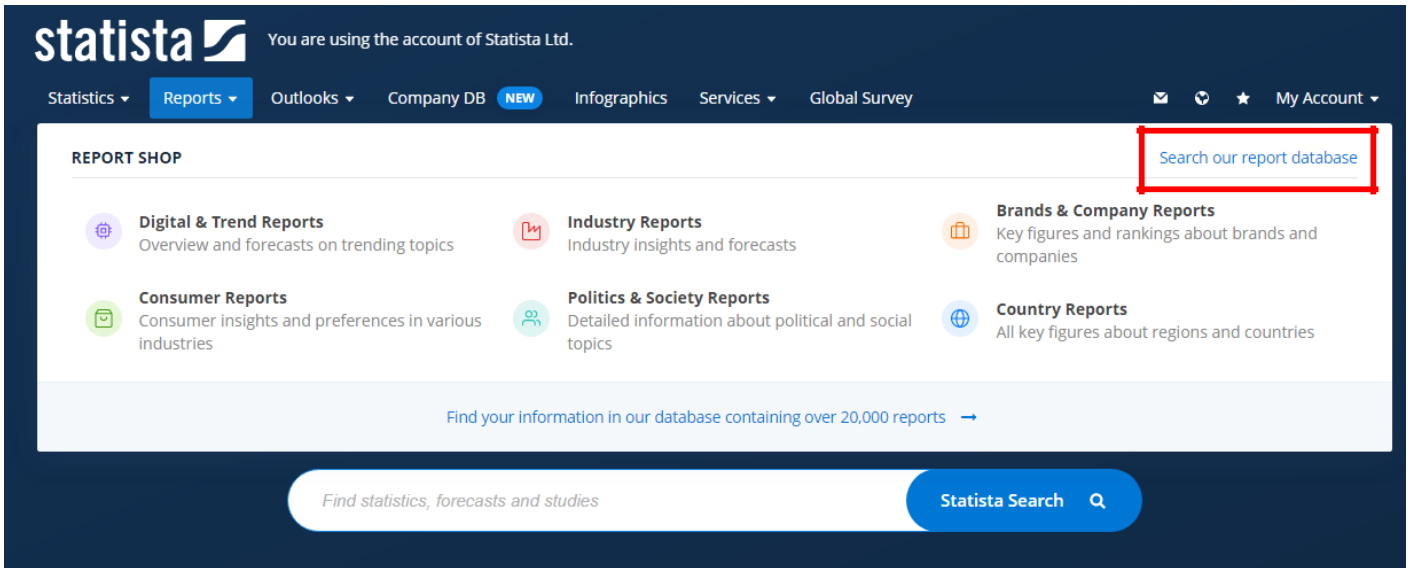 statista
You are using the account of Statista Ltd.
Statistics
Reports
Outlooks
Company DB NEW
Infographics
Services
Global Survey
My Account
REPORT SHOP
Search our report database
Digital & Trend Reports
Overview and forecasts on trending topics
Industry Reports
Industry insights and forecasts
Brands & Company Reports
Key figures and rankings about brands and
companies
Consumer Reports
Consumer insights and preferences in various
industries
Politics & Society Reports
Detailed information about political and social
topics
Country Reports
All key figures about regions and countries
Find your information in our database containing over 20,000 reports →
Find statistics, forecasts and studies
Statista Search